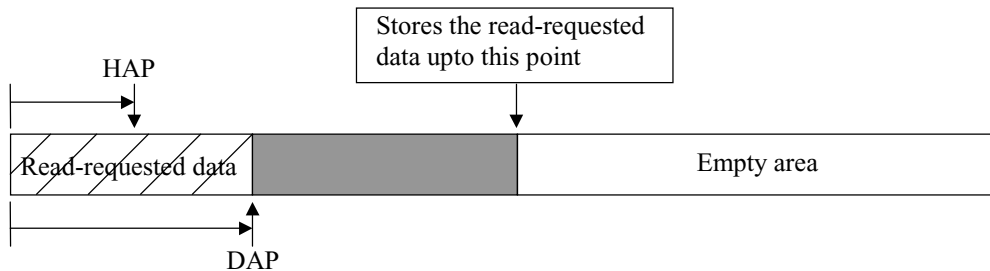 Stores the read-requested
data upto this point
HAP
Read-requested data
Empty area
DAP